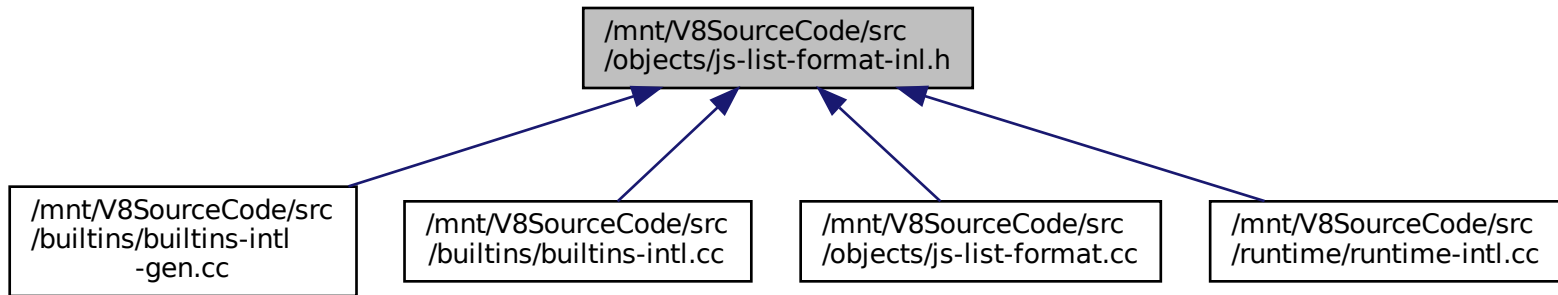 /mnt/V8SourceCode/src
/objects/js-list-format-inl.h
/mnt/V8SourceCode/src
/builtins/builtins-intl
-gen.cc
/mnt/V8SourceCode/src
/builtins/builtins-intl.cc
/mnt/V8SourceCode/src
/objects/js-list-format.cc
/mnt/V8SourceCode/src
/runtime/runtime-intl.cc